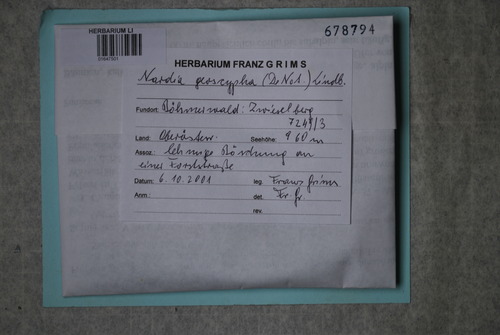 HERBARIUM LI
678794
HERBARIUM FRANZ GRIMS
Nardia geoscypha (De Not.) Lindb.
Fundort: Böhmerwald: Zwieselberg
7249/3
Land: Oberösterr. Seehöhe: 960 m
Assoz.: lehmige Böschung an
einer Forststraße
Datum: 6.10.2001 leg. Franz Grims
Anm.: det. Fr. Gr.
rev.